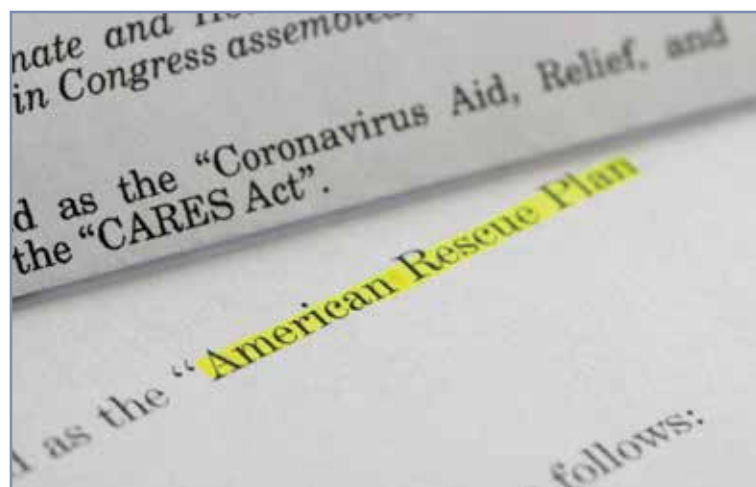 nate and Ho
in Congress assembled,
d as the “Coronavirus Aid, Relief, and
the “CARES Act”.
d as the “American Rescue Plan
follows: